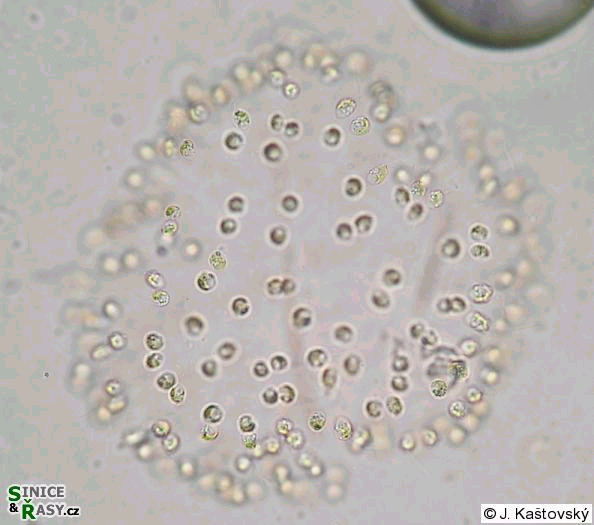 SINICE
& ŘASY.cz
© J. Kaštovský